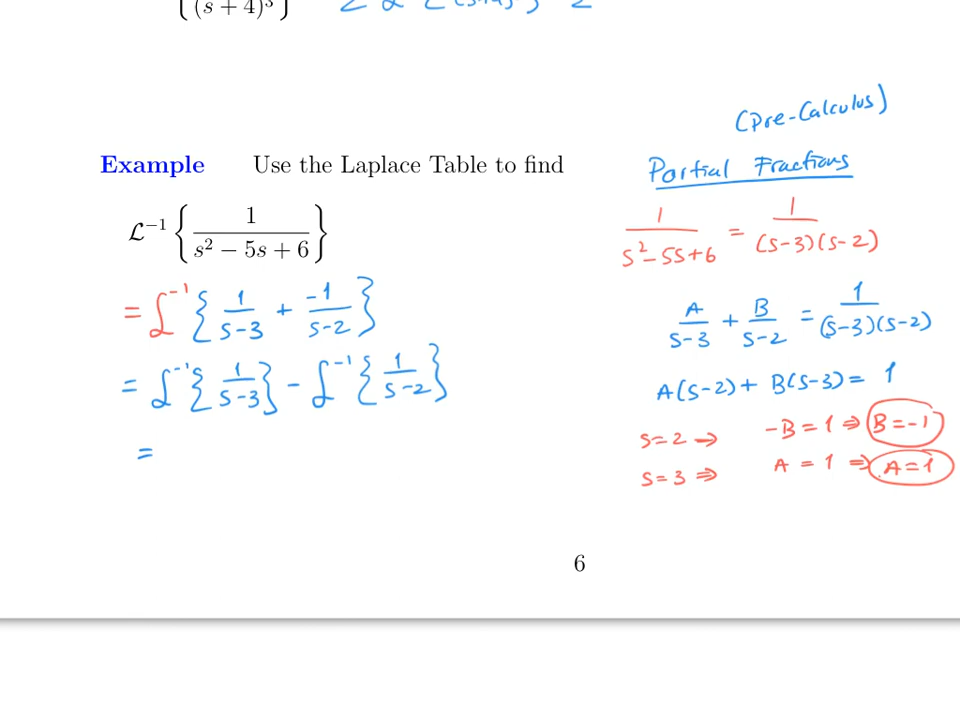 (s + 4)³
(Pre-Calculus)
Example Use the Laplace Table to find
Partial Fractions
ℒ⁻¹ { 1 / (s² − 5s + 6) }
1/(s²-5s+6) = 1/((s-3)(s-2))
= ℒ⁻¹ { 1/(s-3) + -1/(s-2) }
A/(s-3) + B/(s-2) = 1/((s-3)(s-2))
= ℒ⁻¹ { 1/(s-3) } - ℒ⁻¹ { 1/(s-2) }
A(s-2) + B(s-3) = 1
=
s=2 → -B = 1 ⇒ B=-1
s=3 ⇒ A = 1 ⇒ A=1
6